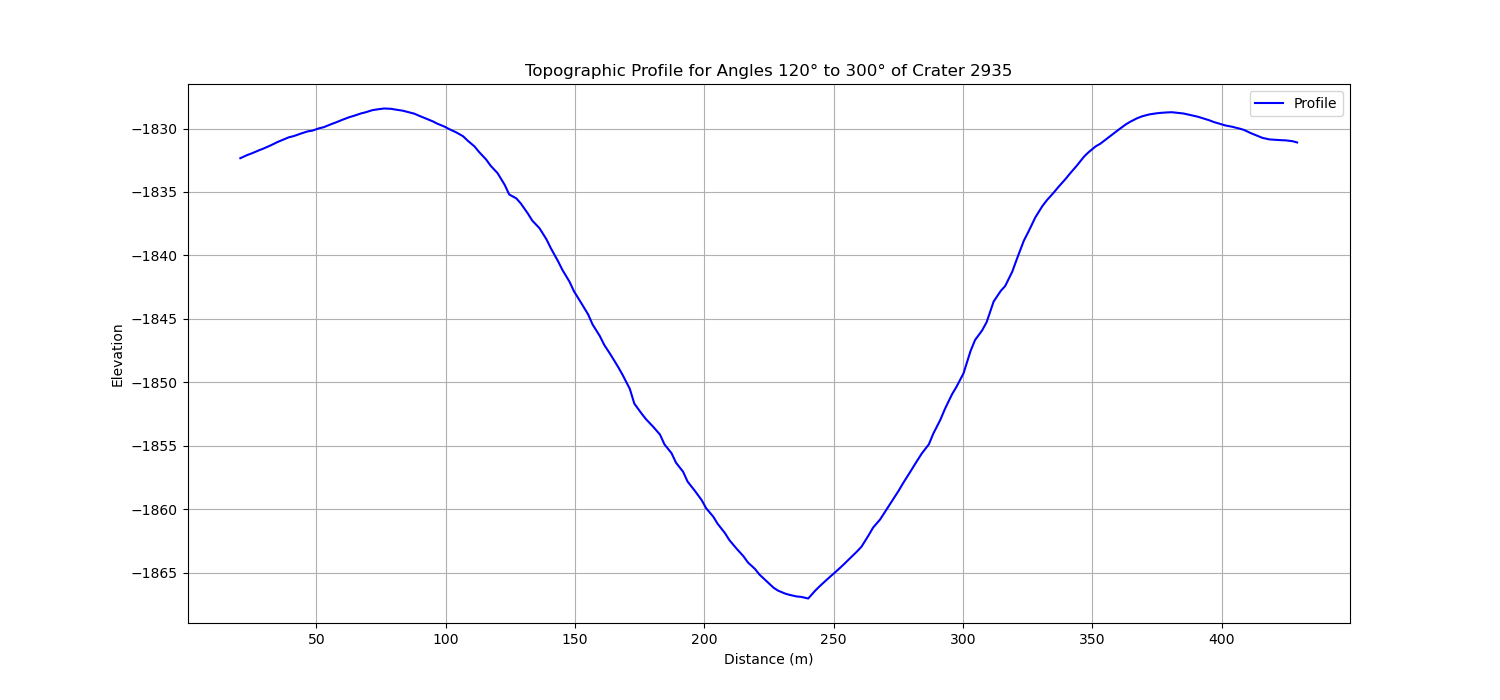 Topographic Profile for Angles 120° to 300° of Crater 2935
Profile
−1830
−1835
−1840
−1845
−1850
−1855
−1860
−1865
Elevation
50 100 150 200 250 300 350 400
Distance (m)